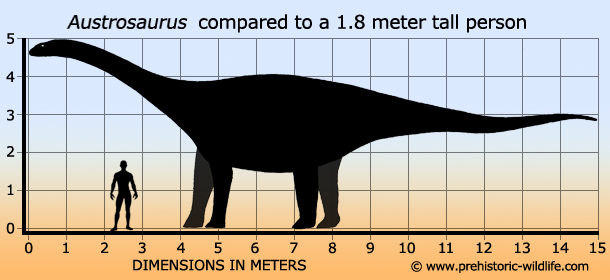 Austrosaurus compared to a 1.8 meter tall person
5
4
3
2
1
0
0 1 2 3 4 5 6 7 8 9 10 11 12 13 14 15
DIMENSIONS IN METERS © www.prehistoric-wildlife.com